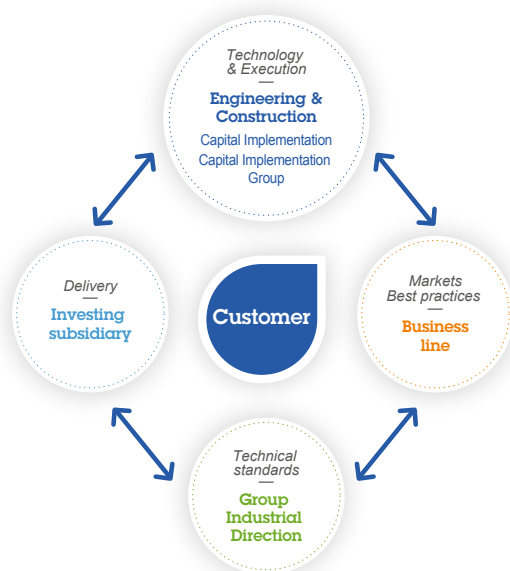 Technology
& Execution
Engineering &
Construction
Capital Implementation
Capital Implementation
Group
Delivery
Investing
subsidiary
Customer
Markets
Best practices
Business
line
Technical
standards
Group
Industrial
Direction